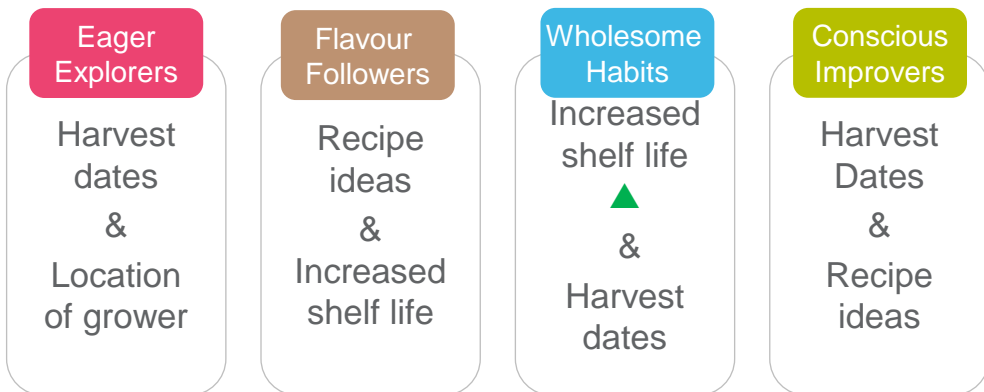 Eager
Explorers
Harvest
dates
&
Location
of grower
Flavour
Followers
Recipe
ideas
&
Increased
shelf life
Wholesome
Habits
Increased
shelf life
&
Harvest
dates
Conscious
Improvers
Harvest
Dates
&
Recipe
ideas